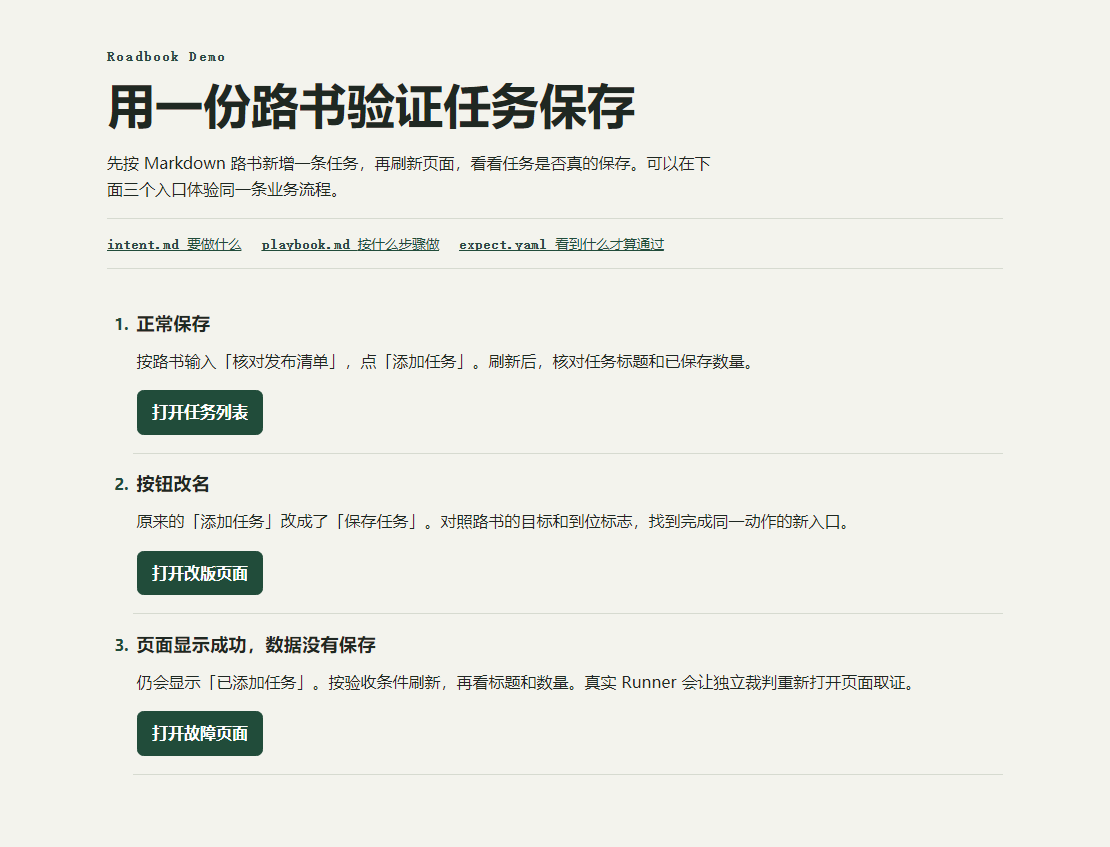 Roadbook Demo
用一份路书验证任务保存
先按 Markdown 路书新增一条任务，再刷新页面，看看任务是否真的保存。可以在下
面三个入口体验同一条业务流程。
intent.md 要做什么 playbook.md 按什么步骤做 expect.yaml 看到什么才算通过
1. 正常保存
按路书输入「核对发布清单」，点「添加任务」。刷新后，核对任务标题和已保存数量。
打开任务列表
2. 按钮改名
原来的「添加任务」改成了「保存任务」。对照路书的目标和到位标志，找到完成同一动作的新入口。
打开改版页面
3. 页面显示成功，数据没有保存
仍会显示「已添加任务」。按验收条件刷新，再看标题和数量。真实 Runner 会让独立裁判重新打开页面取证。
打开故障页面